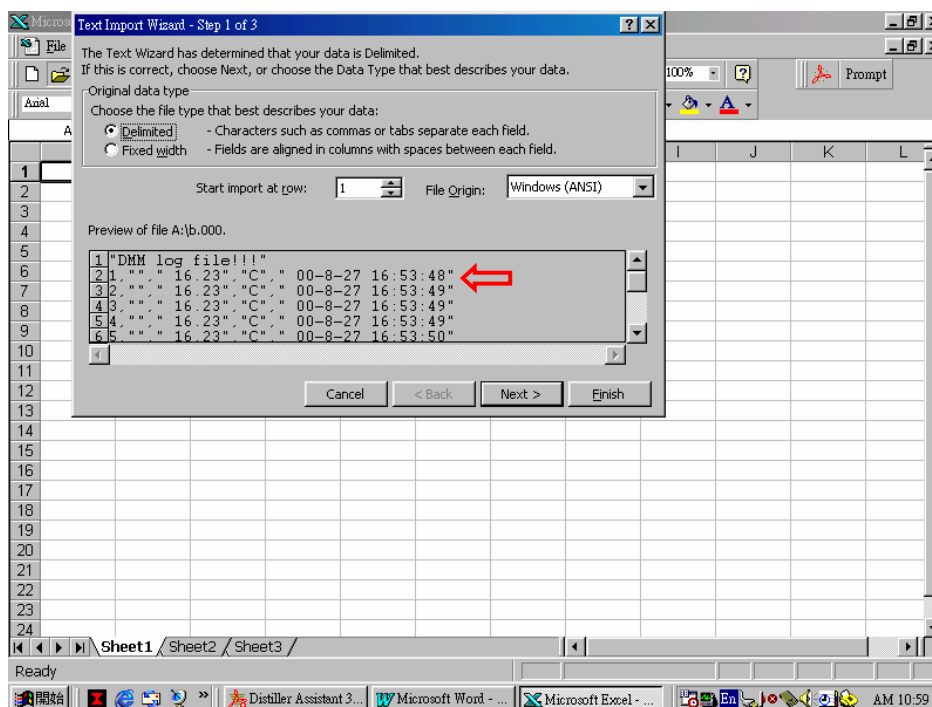 Micros
Text Import Wizard - Step 1 of 3
File
The Text Wizard has determined that your data is Delimited.
If this is correct, choose Next, or choose the Data Type that best describes your data.
Original data type
Choose the file type that best describes your data:
Delimited - Characters such as commas or tabs separate each field.
Fixed width - Fields are aligned in columns with spaces between each field.
Start import at row: 1 File Origin: Windows (ANSI)
Preview of file A:\b.000.
1 "DMM log file!!!"
2 1,""," 16.23","C"," 00-8-27 16:53:48"
3 2,""," 16.23","C"," 00-8-27 16:53:49"
4 3,""," 16.23","C"," 00-8-27 16:53:49"
5 4,""," 16.23","C"," 00-8-27 16:53:49"
6 5,""," 16.23","C"," 00-8-27 16:53:50"
Cancel < Back Next > Finish
100%
Prompt
Arial
A
A
I J K L
1
2
3
4
5
6
7
8
9
10
11
12
13
14
15
16
17
18
19
20
21
22
23
24
Sheet1 Sheet2 Sheet3
Ready
開始 » Distiller Assistant 3... Microsoft Word - ... Microsoft Excel - ... En AM 10:59